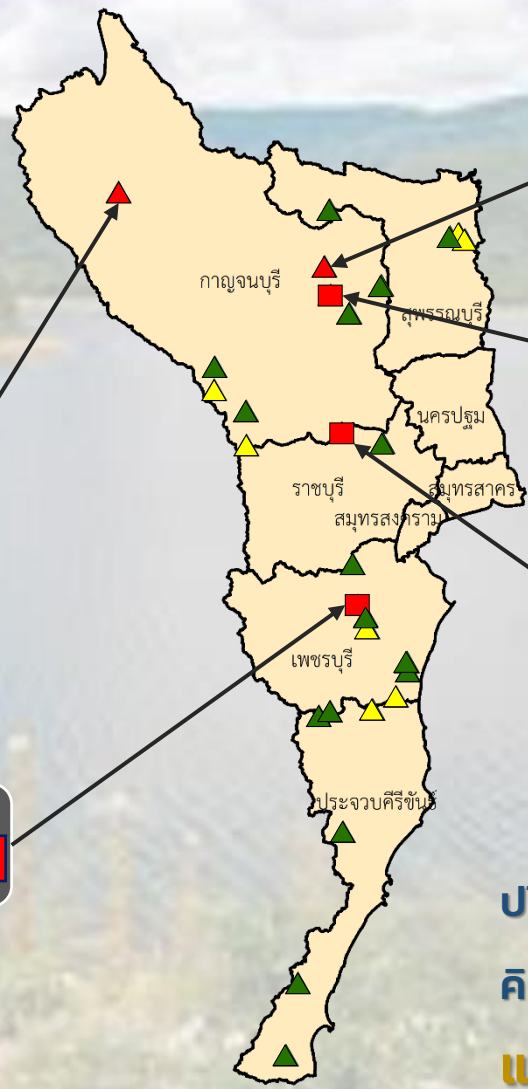 กาญจนบุรี
สุพรรณบุรี
นครปฐม
ราชบุรี
สมุทรสาคร
สมุทรสงคราม
เพชรบุรี
ประจวบคีรีขันธ์